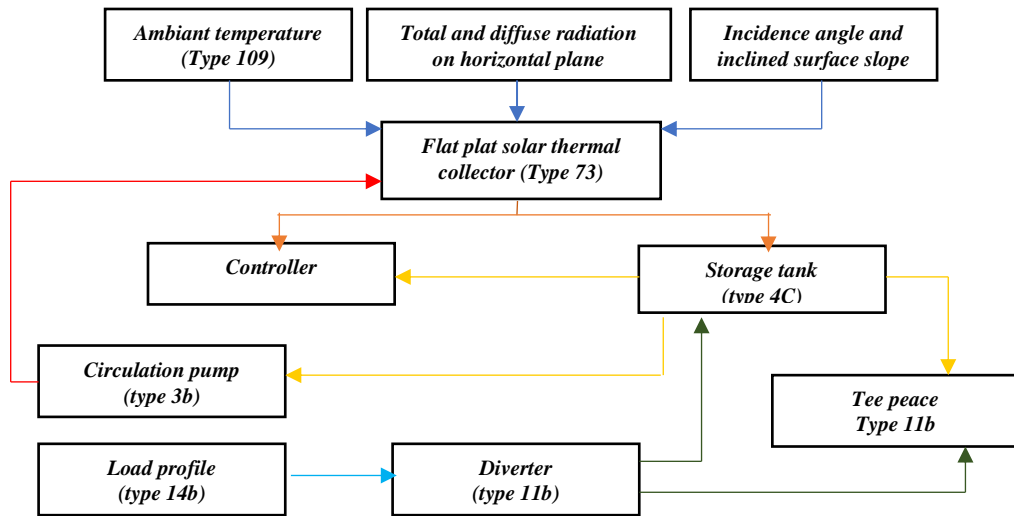 Ambiant temperature
(Type 109)
Total and diffuse radiation
on horizontal plane
Incidence angle and
inclined surface slope
Flat plat solar thermal
collector (Type 73)
Controller
Storage tank
(type 4C)
Circulation pump
(type 3b)
Tee peace
Type 11b
Load profile
(type 14b)
Diverter
(type 11b)